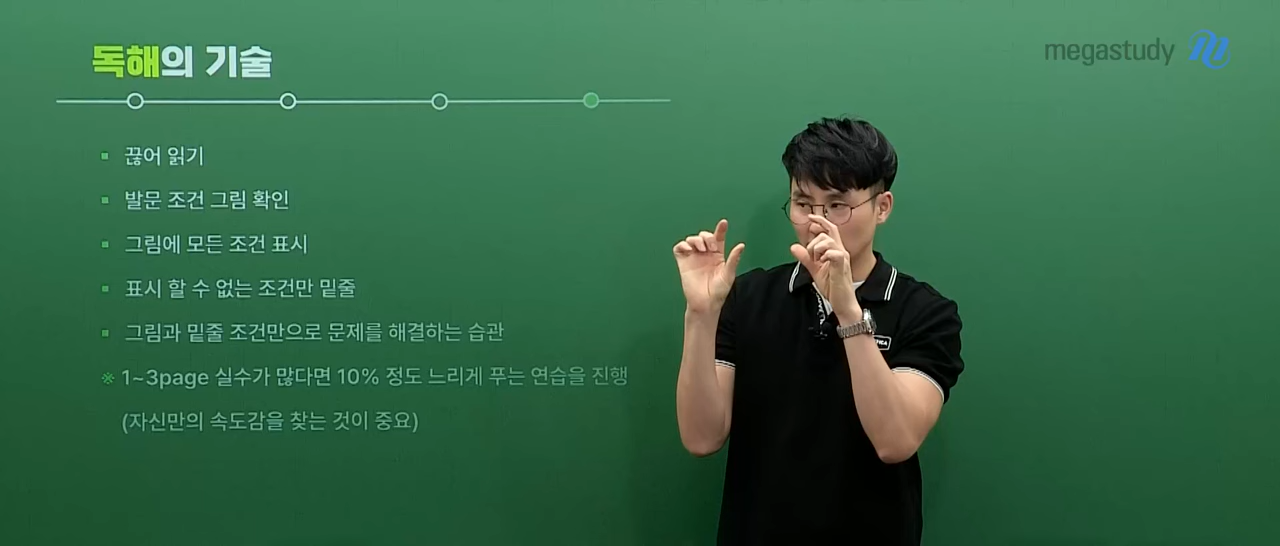 독해의 기술
megastudy
끊어 읽기
발문 조건 그림 확인
그림에 모든 조건 표시
표시 할 수 없는 조건만 밑줄
그림과 밑줄 조건만으로 문제를 해결하는 습관
※ 1~3page 실수가 많다면 10% 정도 느리게 푸는 연습을 진행
(자신만의 속도감을 찾는 것이 중요)